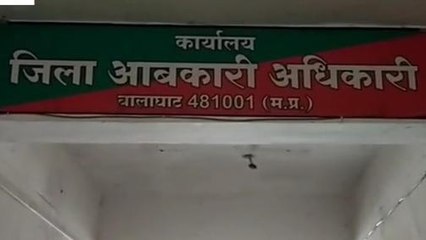 कार्यालय
जिला आबकारी अधिकारी
बालाघाट 481001 (म.प्र.)